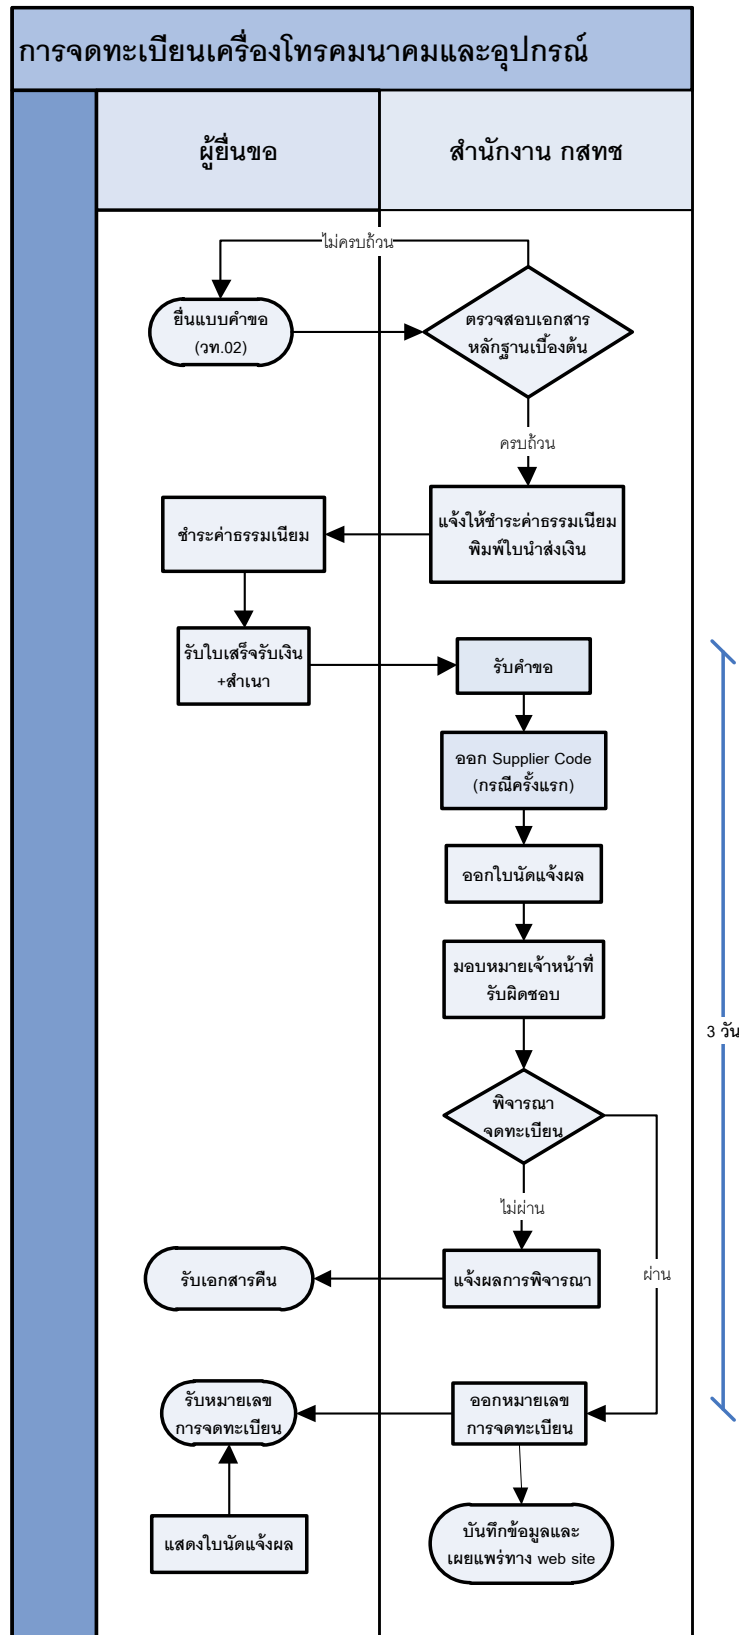 การจดทะเบียนเครื่องโทรคมนาคมและอุปกรณ์
ผู้ยื่นขอ
สำนักงาน กสทช
ไม่ครบถ้วน
ยื่นแบบคำขอ
(วท.02)
ตรวจสอบเอกสาร
หลักฐานเบื้องต้น
ครบถ้วน
แจ้งให้ชำระค่าธรรมเนียม
พิมพ์ใบนำส่งเงิน
ชำระค่าธรรมเนียม
รับใบเสร็จรับเงิน
+สำเนา
รับคำขอ
ออก Supplier Code
(กรณีครั้งแรก)
ออกใบนัดแจ้งผล
มอบหมายเจ้าหน้าที่
รับผิดชอบ
3 วัน
พิจารณา
จดทะเบียน
ไม่ผ่าน
ผ่าน
แจ้งผลการพิจารณา
รับเอกสารคืน
ออกหมายเลข
การจดทะเบียน
รับหมายเลข
การจดทะเบียน
แสดงใบนัดแจ้งผล
บันทึกข้อมูลและ
เผยแพร่ทาง web site